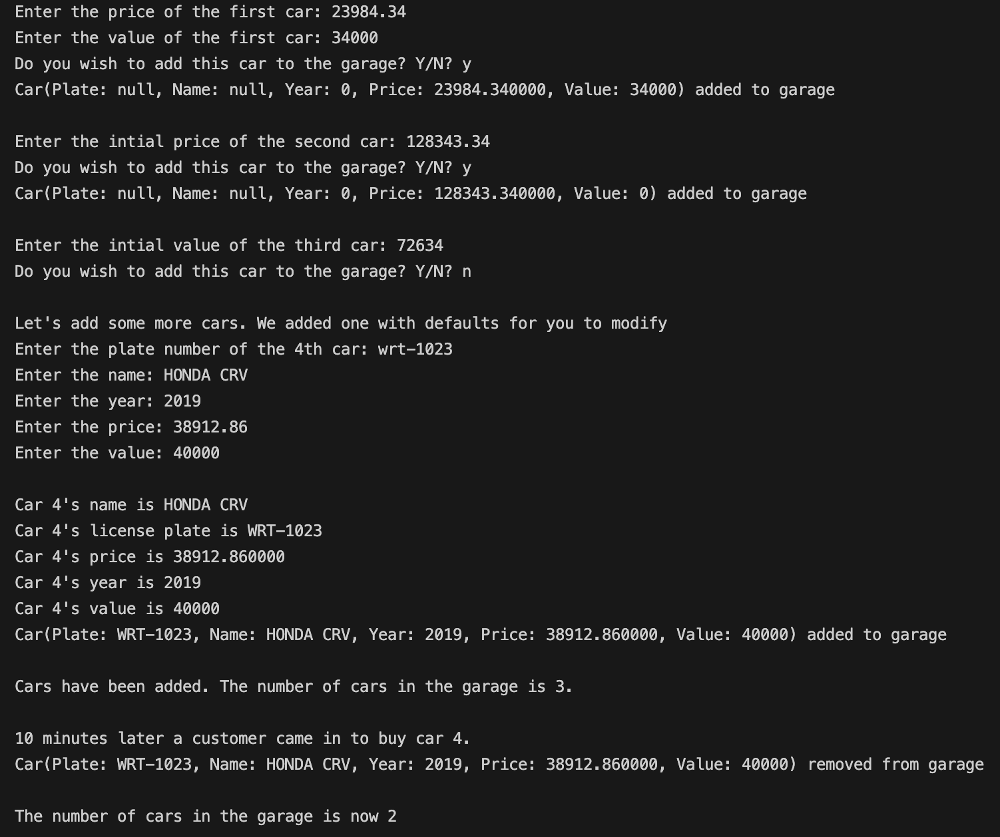 Enter the price of the first car: 23984.34
Enter the value of the first car: 34000
Do you wish to add this car to the garage? Y/N? y
Car(Plate: null, Name: null, Year: 0, Price: 23984.340000, Value: 34000) added to garage
Enter the intial price of the second car: 128343.34
Do you wish to add this car to the garage? Y/N? y
Car(Plate: null, Name: null, Year: 0, Price: 128343.340000, Value: 0) added to garage
Enter the intial value of the third car: 72634
Do you wish to add this car to the garage? Y/N? n
Let's add some more cars. We added one with defaults for you to modify
Enter the plate number of the 4th car: wrt-1023
Enter the name: HONDA CRV
Enter the year: 2019
Enter the price: 38912.86
Enter the value: 40000
Car 4's name is HONDA CRV
Car 4's license plate is WRT-1023
Car 4's price is 38912.860000
Car 4's year is 2019
Car 4's value is 40000
Car(Plate: WRT-1023, Name: HONDA CRV, Year: 2019, Price: 38912.860000, Value: 40000) added to garage
Cars have been added. The number of cars in the garage is 3.
10 minutes later a customer came in to buy car 4.
Car(Plate: WRT-1023, Name: HONDA CRV, Year: 2019, Price: 38912.860000, Value: 40000) removed from garage
The number of cars in the garage is now 2